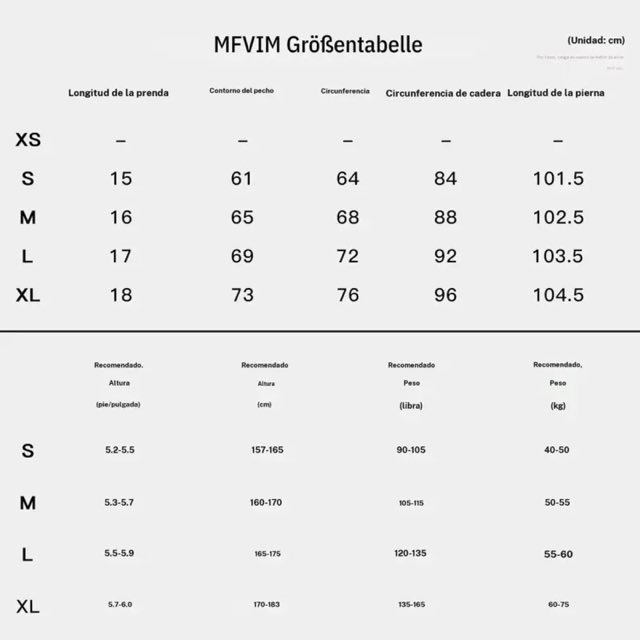 MFVIM Größentabelle
(Unidad: cm)
Longitud de la prenda Contorno del pecho Circunferencia Circunferencia de cadera Longitud de la pierna
XS – – – – –
S 15 61 64 84 101.5
M 16 65 68 88 102.5
L 17 69 72 92 103.5
XL 18 73 76 96 104.5
Recomendado. Recomendado Recomendado Recomendado,
Altura Altura Peso Peso
(pie/pulgada) (cm) (libra) (kg)
S 5.2-5.5 157-165 90-105 40-50
M 5.3-5.7 160-170 105-115 50-55
L 5.5-5.9 165-175 120-135 55-60
XL 5.7-6.0 170-183 135-165 60-75